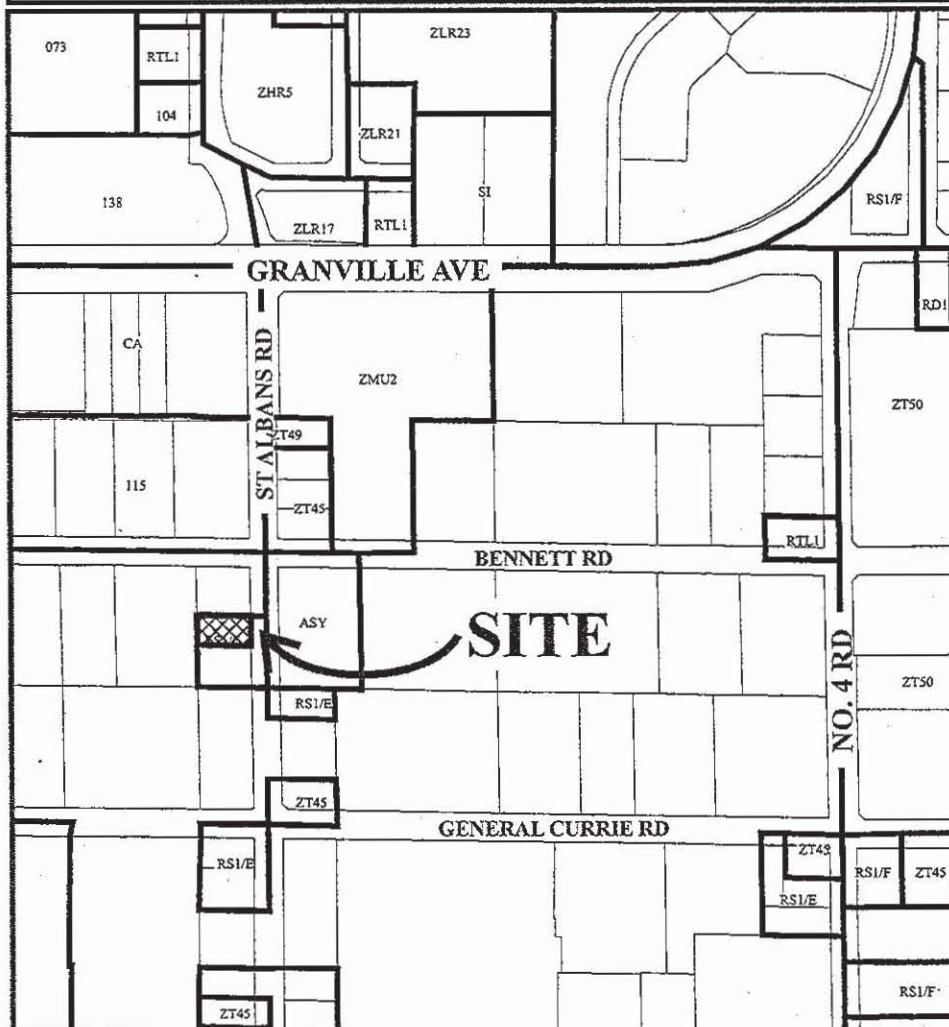 073
RTL1
104
ZHR5
ZLR23
ZLR21
SI
138
ZLR17
RTL1
RS1/F
GRANVILLE AVE
RD1
CA
ST ALBANS RD
ZMU2
ZT50
ZT49
115
ZT45
RTL1
BENNETT RD
ASY
SITE
ZT50
NO. 4 RD
RS1/E
ZT45
GENERAL CURRIE RD
RS1/E
ZT45
RS1/F
ZT45
RS1/E
RS1/F
ZT45